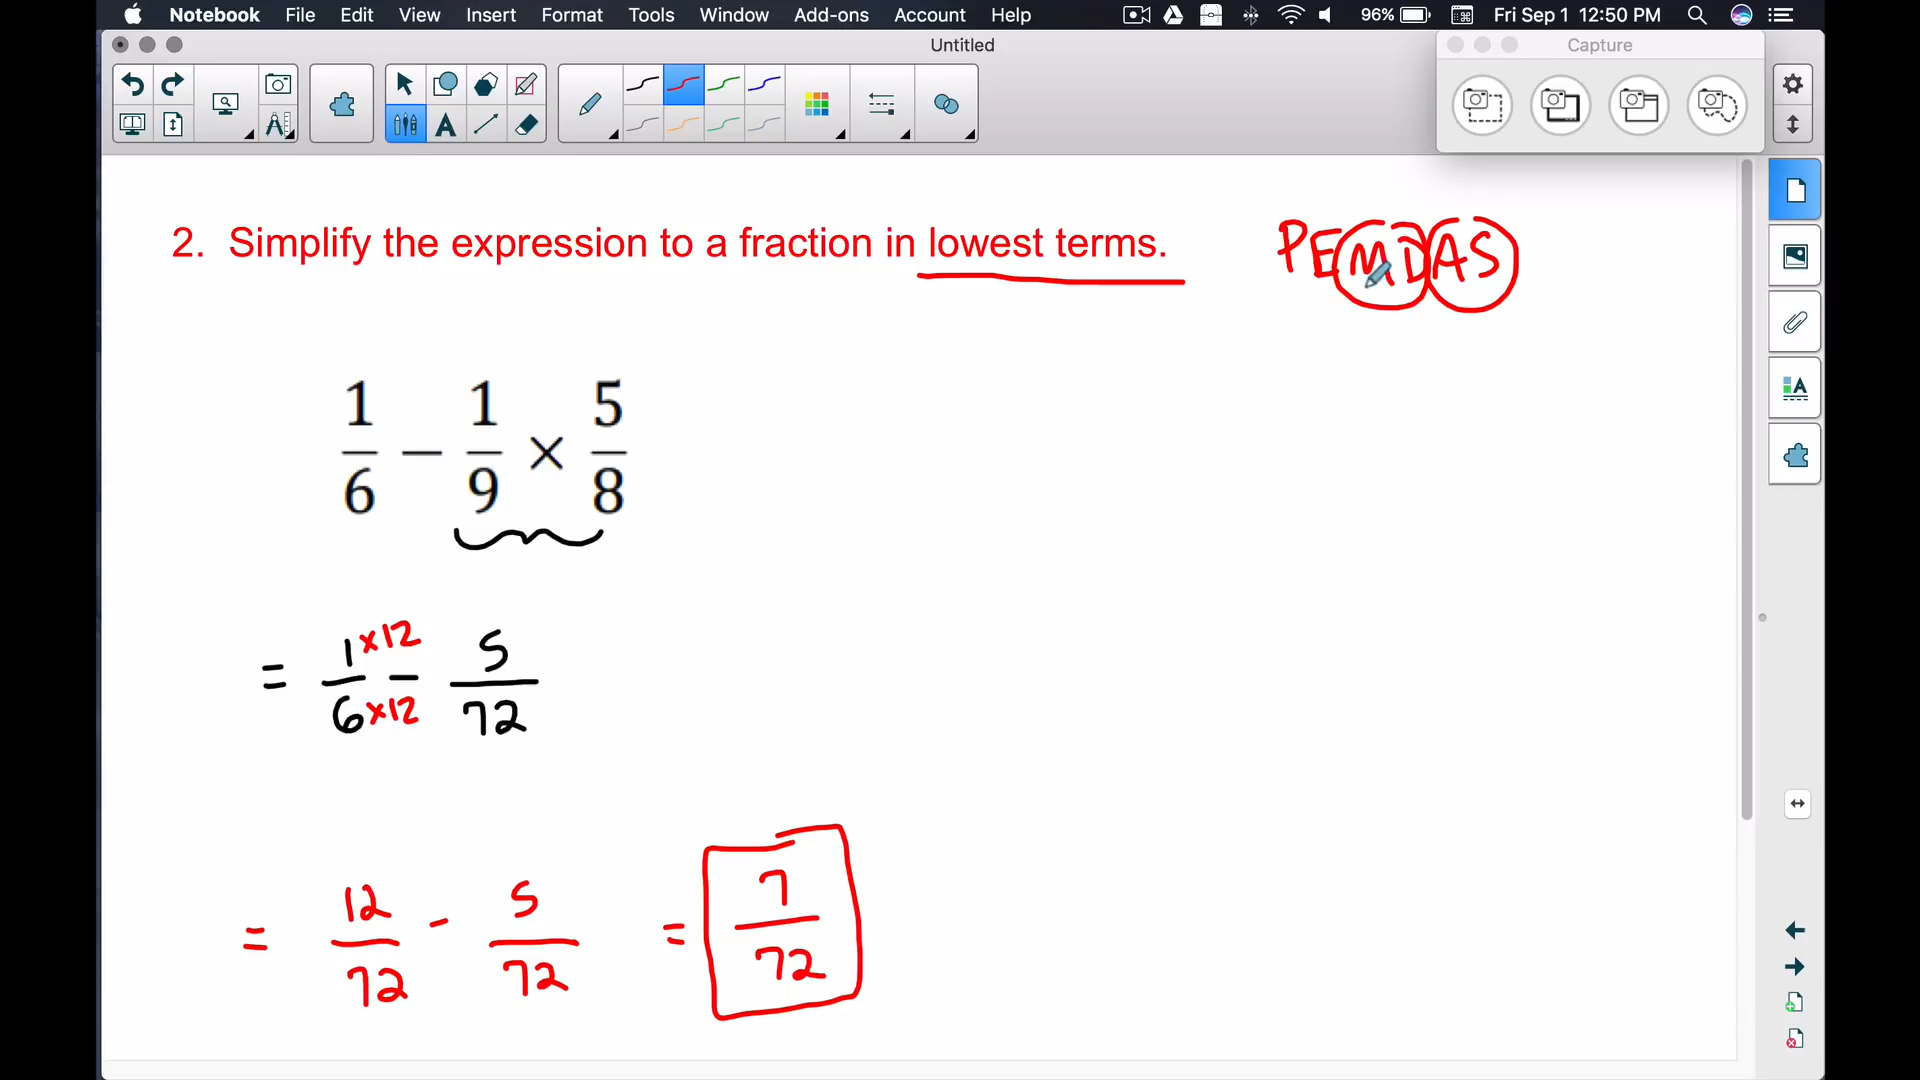 Notebook File Edit View Insert Format Tools Window Add-ons Account Help 96% Fri Sep 1 12:50 PM
Untitled
Capture
2. Simplify the expression to a fraction in lowest terms. PEMDAS
1/6 − 1/9 × 5/8
= 1×12/6×12 − 5/72
= 12/72 - 5/72 = 7/72